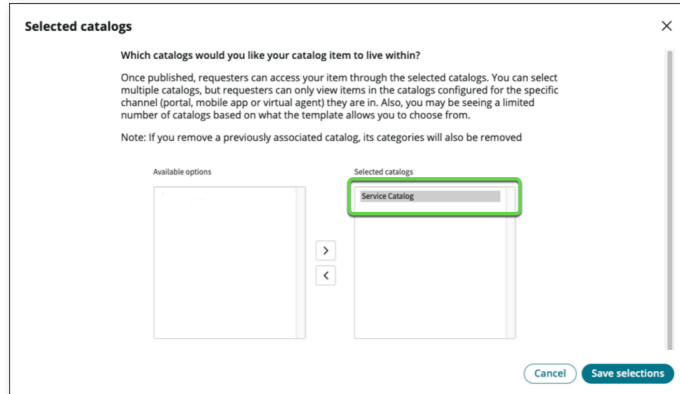 Selected catalogs
Which catalogs would you like your catalog item to live within?
Once published, requesters can access your item through the selected catalogs. You can select
multiple catalogs, but requesters can only view items in the catalogs configured for the specific
channel (portal, mobile app or virtual agent) they are in. Also, you may be seeing a limited
number of catalogs based on what the template allows you to choose from.
Note: If you remove a previously associated catalog, its categories will also be removed
Available options
Selected catalogs
Service Catalog
Cancel
Save selections